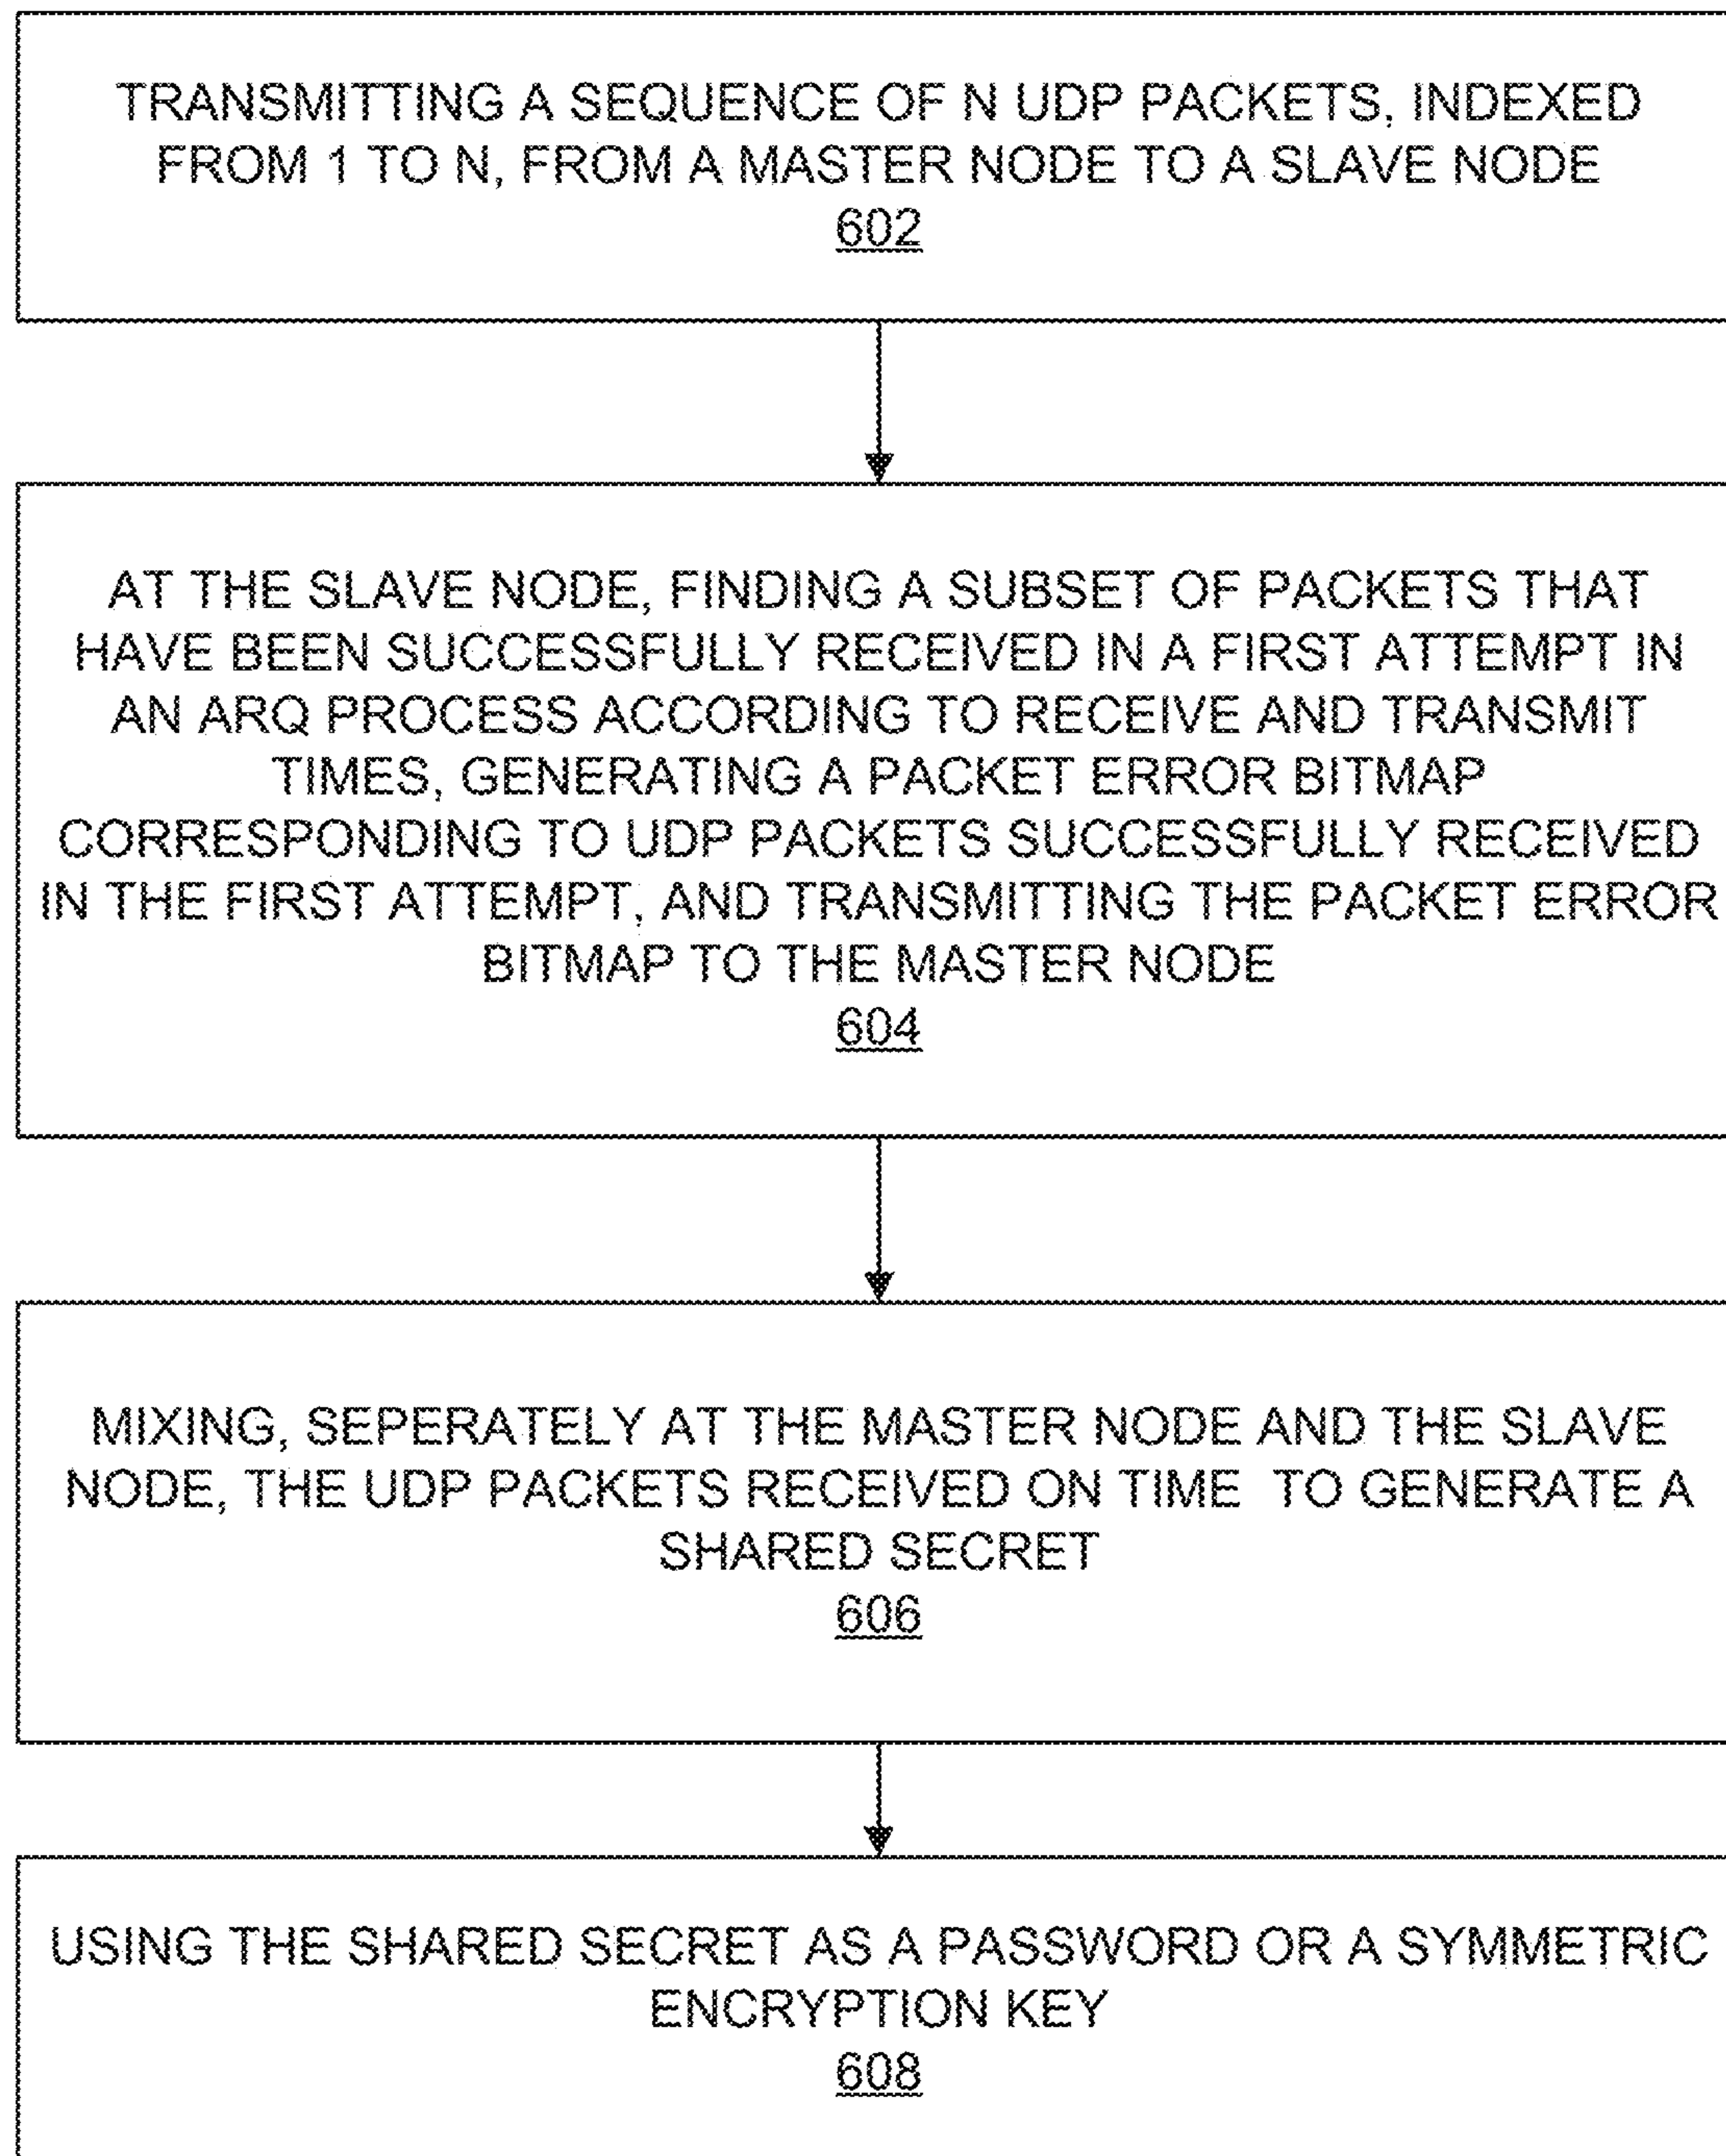 TRANSMITTING A SEQUENCE OF N UDP PACKETS, INDEXED
FROM 1 TO N, FROM A MASTER NODE TO A SLAVE NODE
602
AT THE SLAVE NODE, FINDING A SUBSET OF PACKETS THAT
HAVE BEEN SUCCESSFULLY RECEIVED IN A FIRST ATTEMPT IN
AN ARQ PROCESS ACCORDING TO RECEIVE AND TRANSMIT
TIMES, GENERATING A PACKET ERROR BITMAP
CORRESPONDING TO UDP PACKETS SUCCESSFULLY RECEIVED
IN THE FIRST ATTEMPT, AND TRANSMITTING THE PACKET ERROR
BITMAP TO THE MASTER NODE
604
MIXING, SEPERATELY AT THE MASTER NODE AND THE SLAVE
NODE, THE UDP PACKETS RECEIVED ON TIME TO GENERATE A
SHARED SECRET
606
USING THE SHARED SECRET AS A PASSWORD OR A SYMMETRIC
ENCRYPTION KEY
608